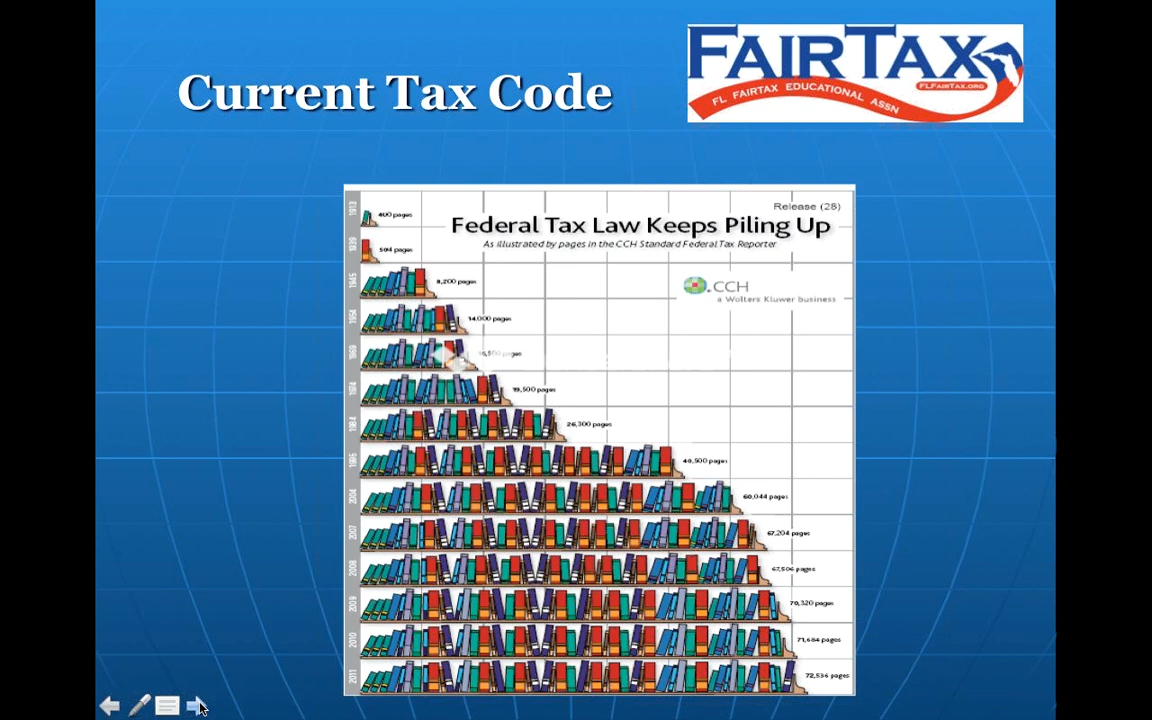 Current Tax Code
FAIRTAX
FL FAIRTAX EDUCATIONAL ASSN
FLFAIRTAX.ORG
Release (28)
Federal Tax Law Keeps Piling Up
As illustrated by pages in the CCH Standard Federal Tax Reporter
CCH
a Wolters Kluwer business
1913 400 pages
1939 504 pages
1945 8,200 pages
1954 14,000 pages
1969 16,500 pages
1974 19,500 pages
1984 26,300 pages
1995 40,500 pages
2004 60,044 pages
2007 67,204 pages
2008 67,506 pages
2009 70,320 pages
2010 71,684 pages
2011 72,536 pages